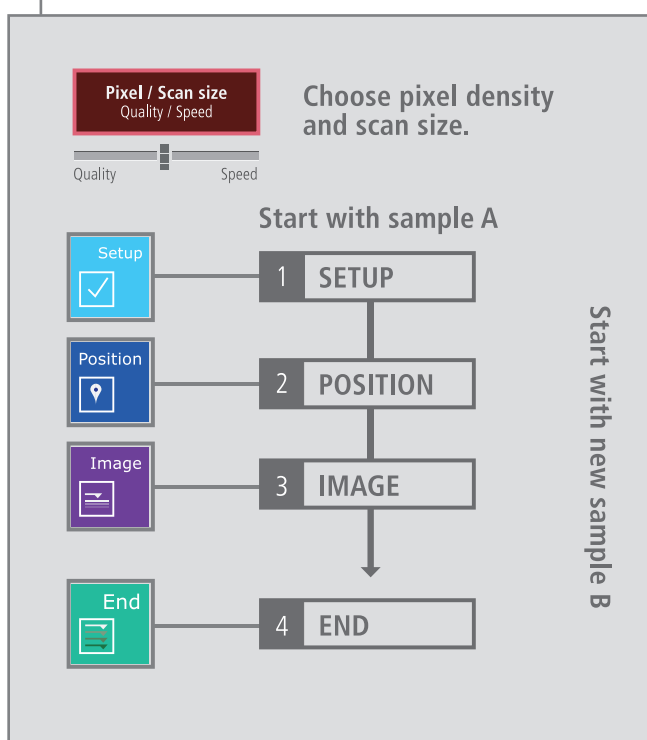 Pixel / Scan size
Quality / Speed
Choose pixel density
and scan size.
Quality
Speed
Start with sample A
Setup
1
SETUP
Position
2
POSITION
Image
3
IMAGE
End
4
END
Start with new sample B